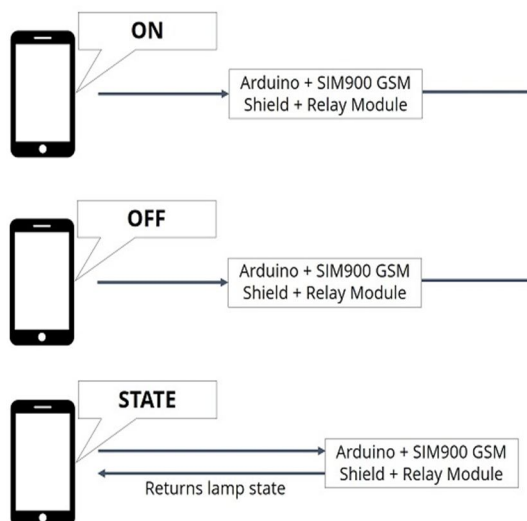 ON
Arduino + SIM900 GSM
Shield + Relay Module
OFF
Arduino + SIM900 GSM
Shield + Relay Module
STATE
Arduino + SIM900 GSM
Shield + Relay Module
Returns lamp state